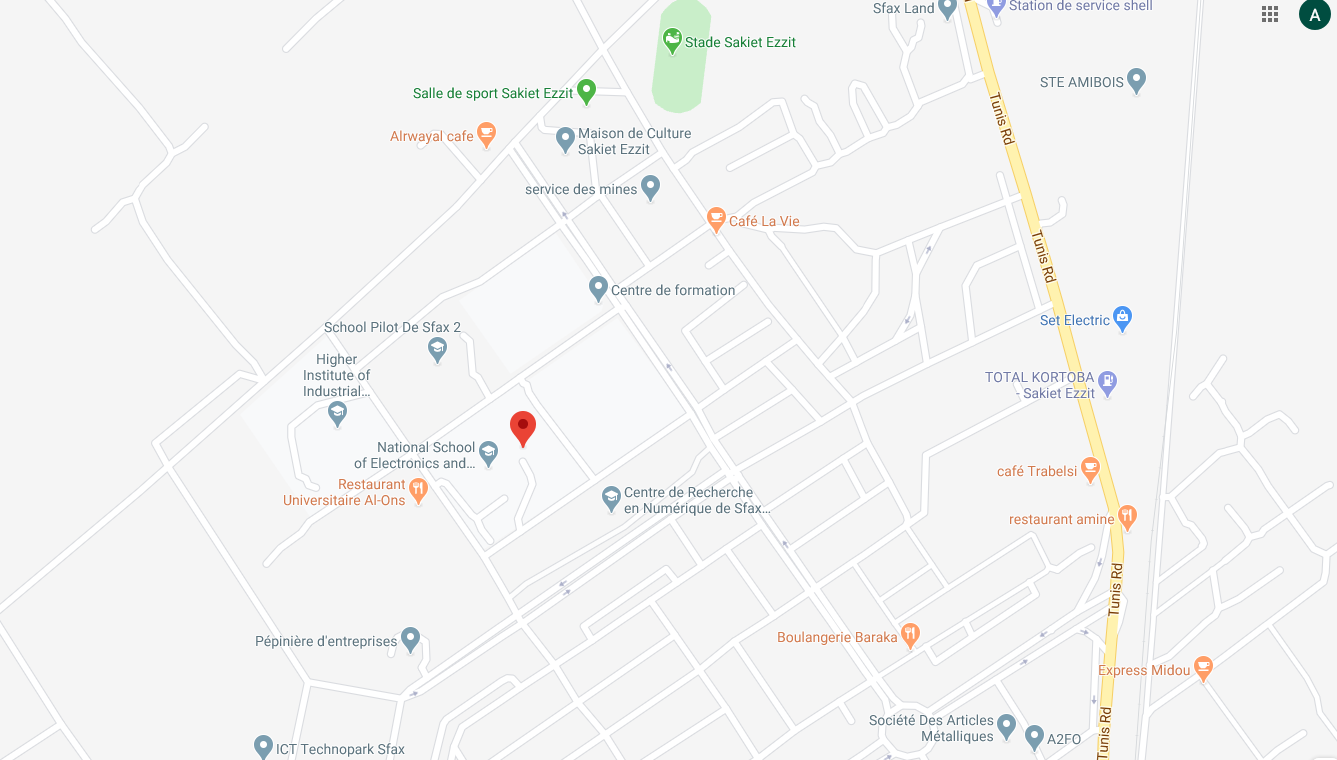 Sfax Land
Station de service shell
A
Stade Sakiet Ezzit
STE AMIBOIS
Salle de sport Sakiet Ezzit
Tunis Rd
Alrwayal cafe
Maison de Culture
Sakiet Ezzit
service des mines
Café La Vie
Tunis Rd
Centre de formation
Set Electric
School Pilot De Sfax 2
Higher
Institute of
Industrial...
TOTAL KORTOBA
- Sakiet Ezzit
National School
of Electronics and...
café Trabelsi
Restaurant
Universitaire Al-Ons
Centre de Recherche
en Numérique de Sfax...
restaurant amine
Tunis Rd
Pépinière d'entreprises
Boulangerie Baraka
Express Midou
Société Des Articles
Métalliques
A2FO
Tunis Rd
ICT Technopark Sfax